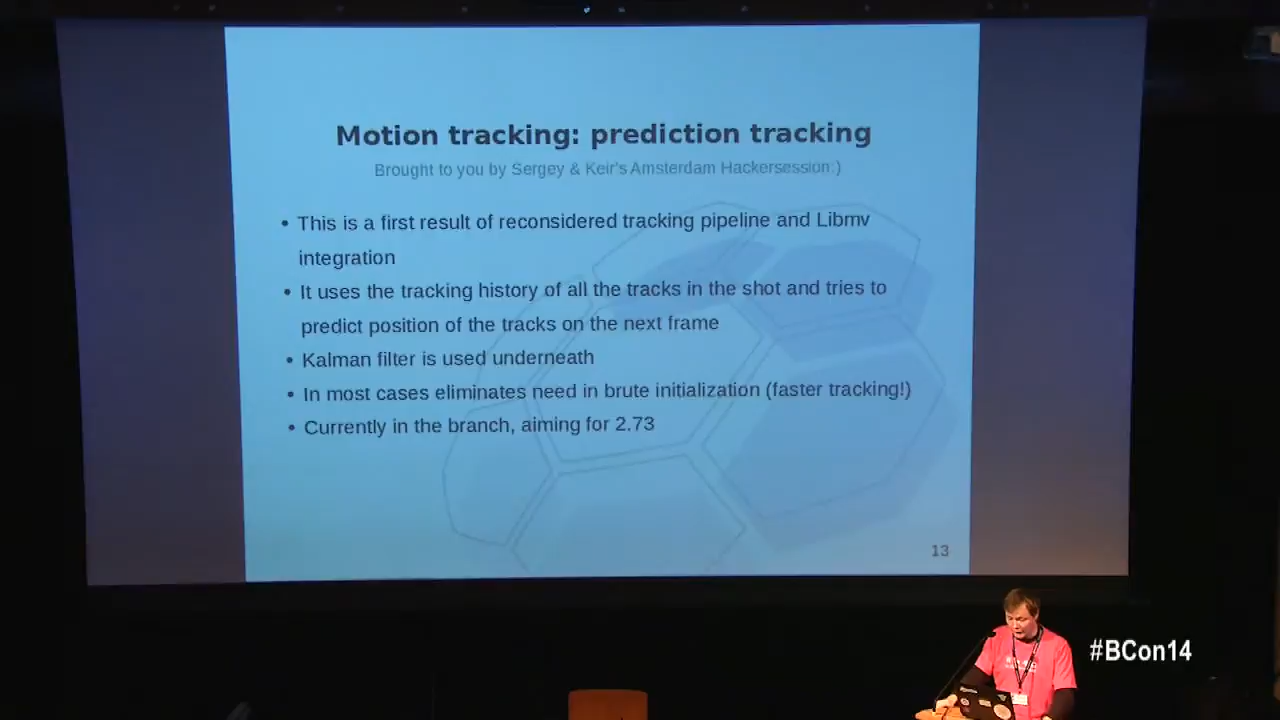 Motion tracking: prediction tracking
Brought to you by Sergey & Keir's Amsterdam Hackersession:)
• This is a first result of reconsidered tracking pipeline and Libmv
integration
• It uses the tracking history of all the tracks in the shot and tries to
predict position of the tracks on the next frame
• Kalman filter is used underneath
• In most cases eliminates need in brute initialization (faster tracking!)
• Currently in the branch, aiming for 2.73
13
#BCon14